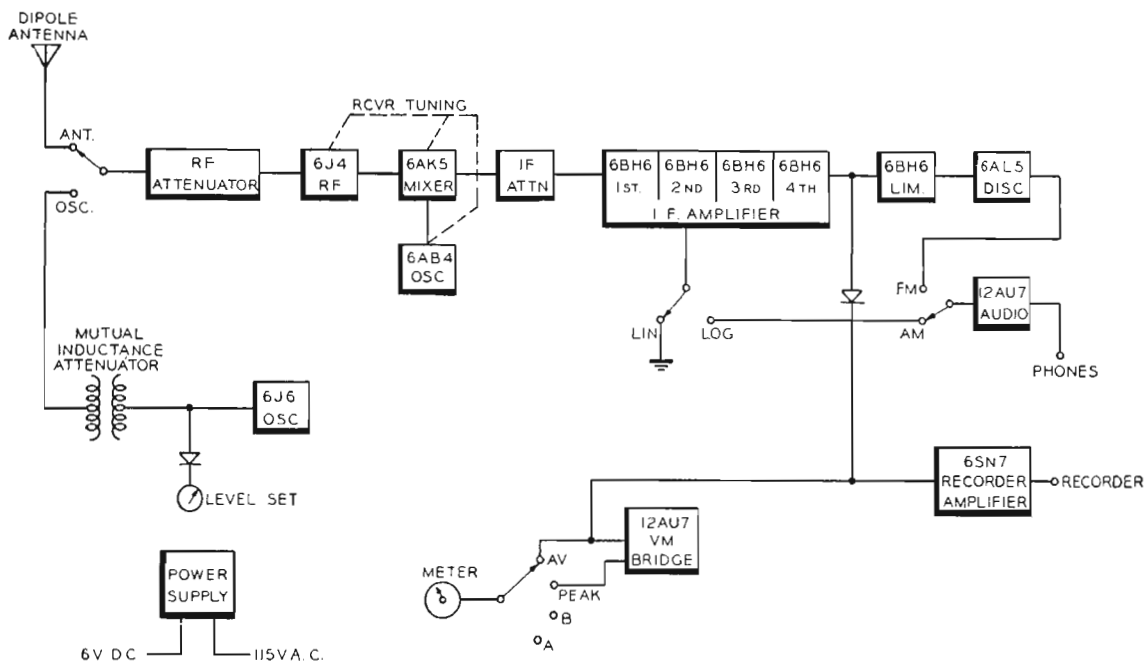 DIPOLE
ANTENNA
RCVR TUNING
ANT.
OSC.
RF
ATTENUATOR
6J4
RF
6AK5
MIXER
6AB4
OSC
IF
ATTN
6BH6
1ST.
6BH6
2ND
6BH6
3RD
6BH6
4TH
I F. AMPLIFIER
6BH6
LIM.
6AL5
DISC
FM
AM
12AU7
AUDIO
PHONES
LIN
LOG
MUTUAL
INDUCTANCE
ATTENUATOR
6J6
OSC
LEVEL SET
6SN7
RECORDER
AMPLIFIER
RECORDER
12AU7
VM
BRIDGE
METER
AV
PEAK
B
A
POWER
SUPPLY
6V DC
115V A.C.